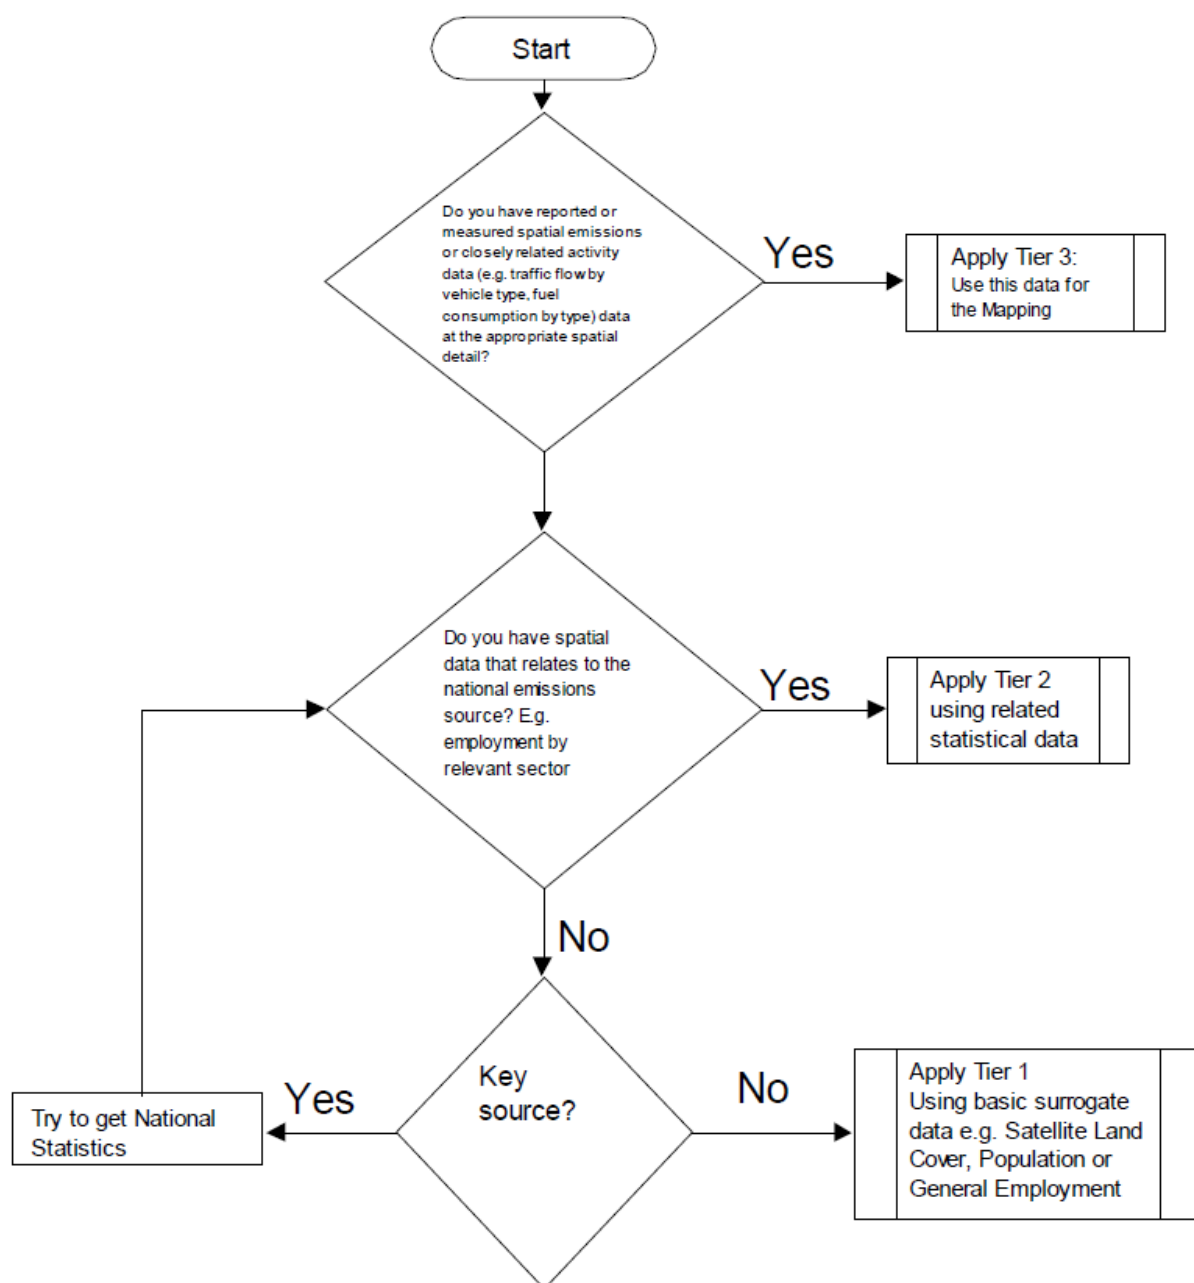 Start
Do you have reported or
measured spatial emissions
or closely related activity
data (e.g. traffic flow by
vehicle type, fuel
consumption by type) data
at the appropriate spatial
detail?
Yes
Apply Tier 3:
Use this data for
the Mapping
Do you have spatial
data that relates to the
national emissions
source? E.g.
employment by
relevant sector
Yes
Apply Tier 2
using related
statistical data
No
Key
source?
Yes
Try to get National
Statistics
No
Apply Tier 1
Using basic surrogate
data e.g. Satellite Land
Cover, Population or
General Employment